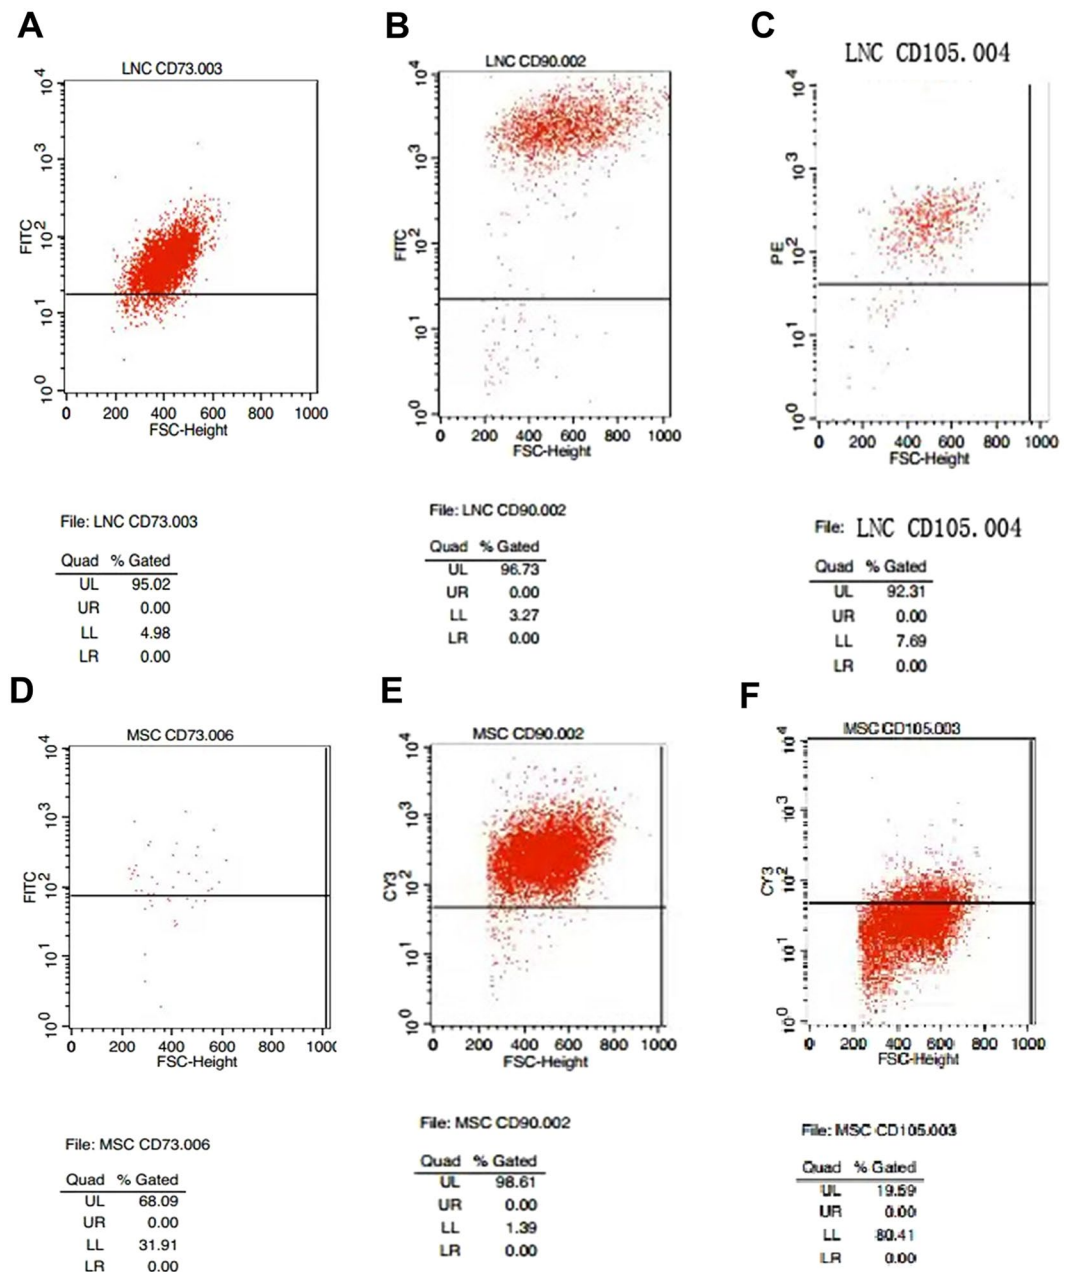 A
LNC CD73.003
10^4
10^3
10^2
10^1
10^0
FITC
0 200 400 600 800 1000
FSC-Height
File: LNC CD73.003
Quad % Gated
UL 95.02
UR 0.00
LL 4.98
LR 0.00
B
LNC CD90.002
10^4
10^3
10^2
10^1
10^0
FITC
0 200 400 600 800 1000
FSC-Height
File: LNC CD90.002
Quad % Gated
UL 96.73
UR 0.00
LL 3.27
LR 0.00
C
LNC CD105.004
10^4
10^3
10^2
10^1
10^0
PE
0 200 400 600 800 1000
FSC-Height
File: LNC CD105.004
Quad % Gated
UL 92.31
UR 0.00
LL 7.69
LR 0.00
D
MSC CD73.006
10^4
10^3
10^2
10^1
10^0
FITC
0 200 400 600 800 1000
FSC-Height
File: MSC CD73.006
Quad % Gated
UL 68.09
UR 0.00
LL 31.91
LR 0.00
E
MSC CD90.002
10^4
10^3
10^2
10^1
10^0
CY3
0 200 400 600 800 1000
FSC-Height
File: MSC CD90.002
Quad % Gated
UL 98.61
UR 0.00
LL 1.39
LR 0.00
F
MSC CD105.003
10^4
10^3
10^2
10^1
10^0
CY3
0 200 400 600 800 1000
FSC-Height
File: MSC CD105.003
Quad % Gated
UL 19.59
UR 0.00
LL 80.41
LR 0.00